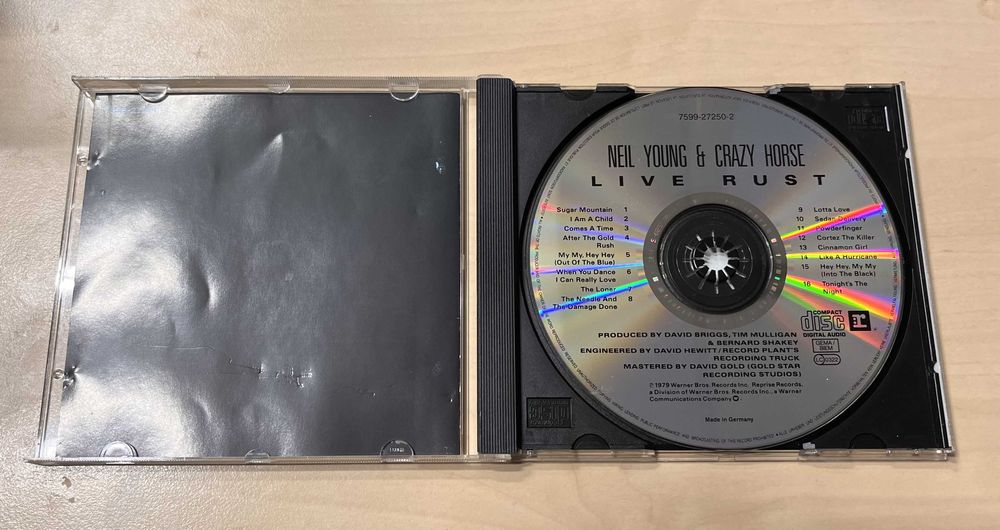 7599-27250-2
NEIL YOUNG & CRAZY HORSE
LIVE RUST
Sugar Mountain 1
I Am A Child 2
Comes A Time 3
After The Gold 4
Rush
My My, Hey Hey 5
(Out Of The Blue)
When You Dance 6
I Can Really Love
The Loner 7
The Needle And 8
The Damage Done
9 Lotta Love
10 Sedan Delivery
11 Powderfinger
12 Cortez The Killer
13 Cinnamon Girl
14 Like A Hurricane
15 Hey Hey, My My
(Into The Black)
16 Tonight's The
Night
COMPACT
disc
DIGITAL AUDIO
r
GEMA/
BIEM
LC 0322
PRODUCED BY DAVID BRIGGS, TIM MULLIGAN
& BERNARD SHAKEY
ENGINEERED BY DAVID HEWITT/RECORD PLANT'S
RECORDING TRUCK
MASTERED BY DAVID GOLD (GOLD STAR
RECORDING STUDIOS)
℗ 1979 Warner Bros. Records Inc. Reprise Records,
a Division of Warner Bros. Records Inc., a Warner
Communications Company
Made in Germany